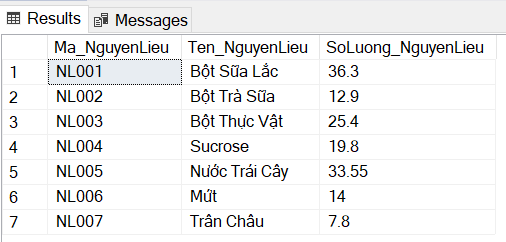 Results Messages
Ma_NguyenLieu Ten_NguyenLieu SoLuong_NguyenLieu
1 NL001 Bột Sữa Lắc 36.3
2 NL002 Bột Trà Sữa 12.9
3 NL003 Bột Thực Vật 25.4
4 NL004 Sucrose 19.8
5 NL005 Nước Trái Cây 33.55
6 NL006 Mứt 14
7 NL007 Trân Châu 7.8